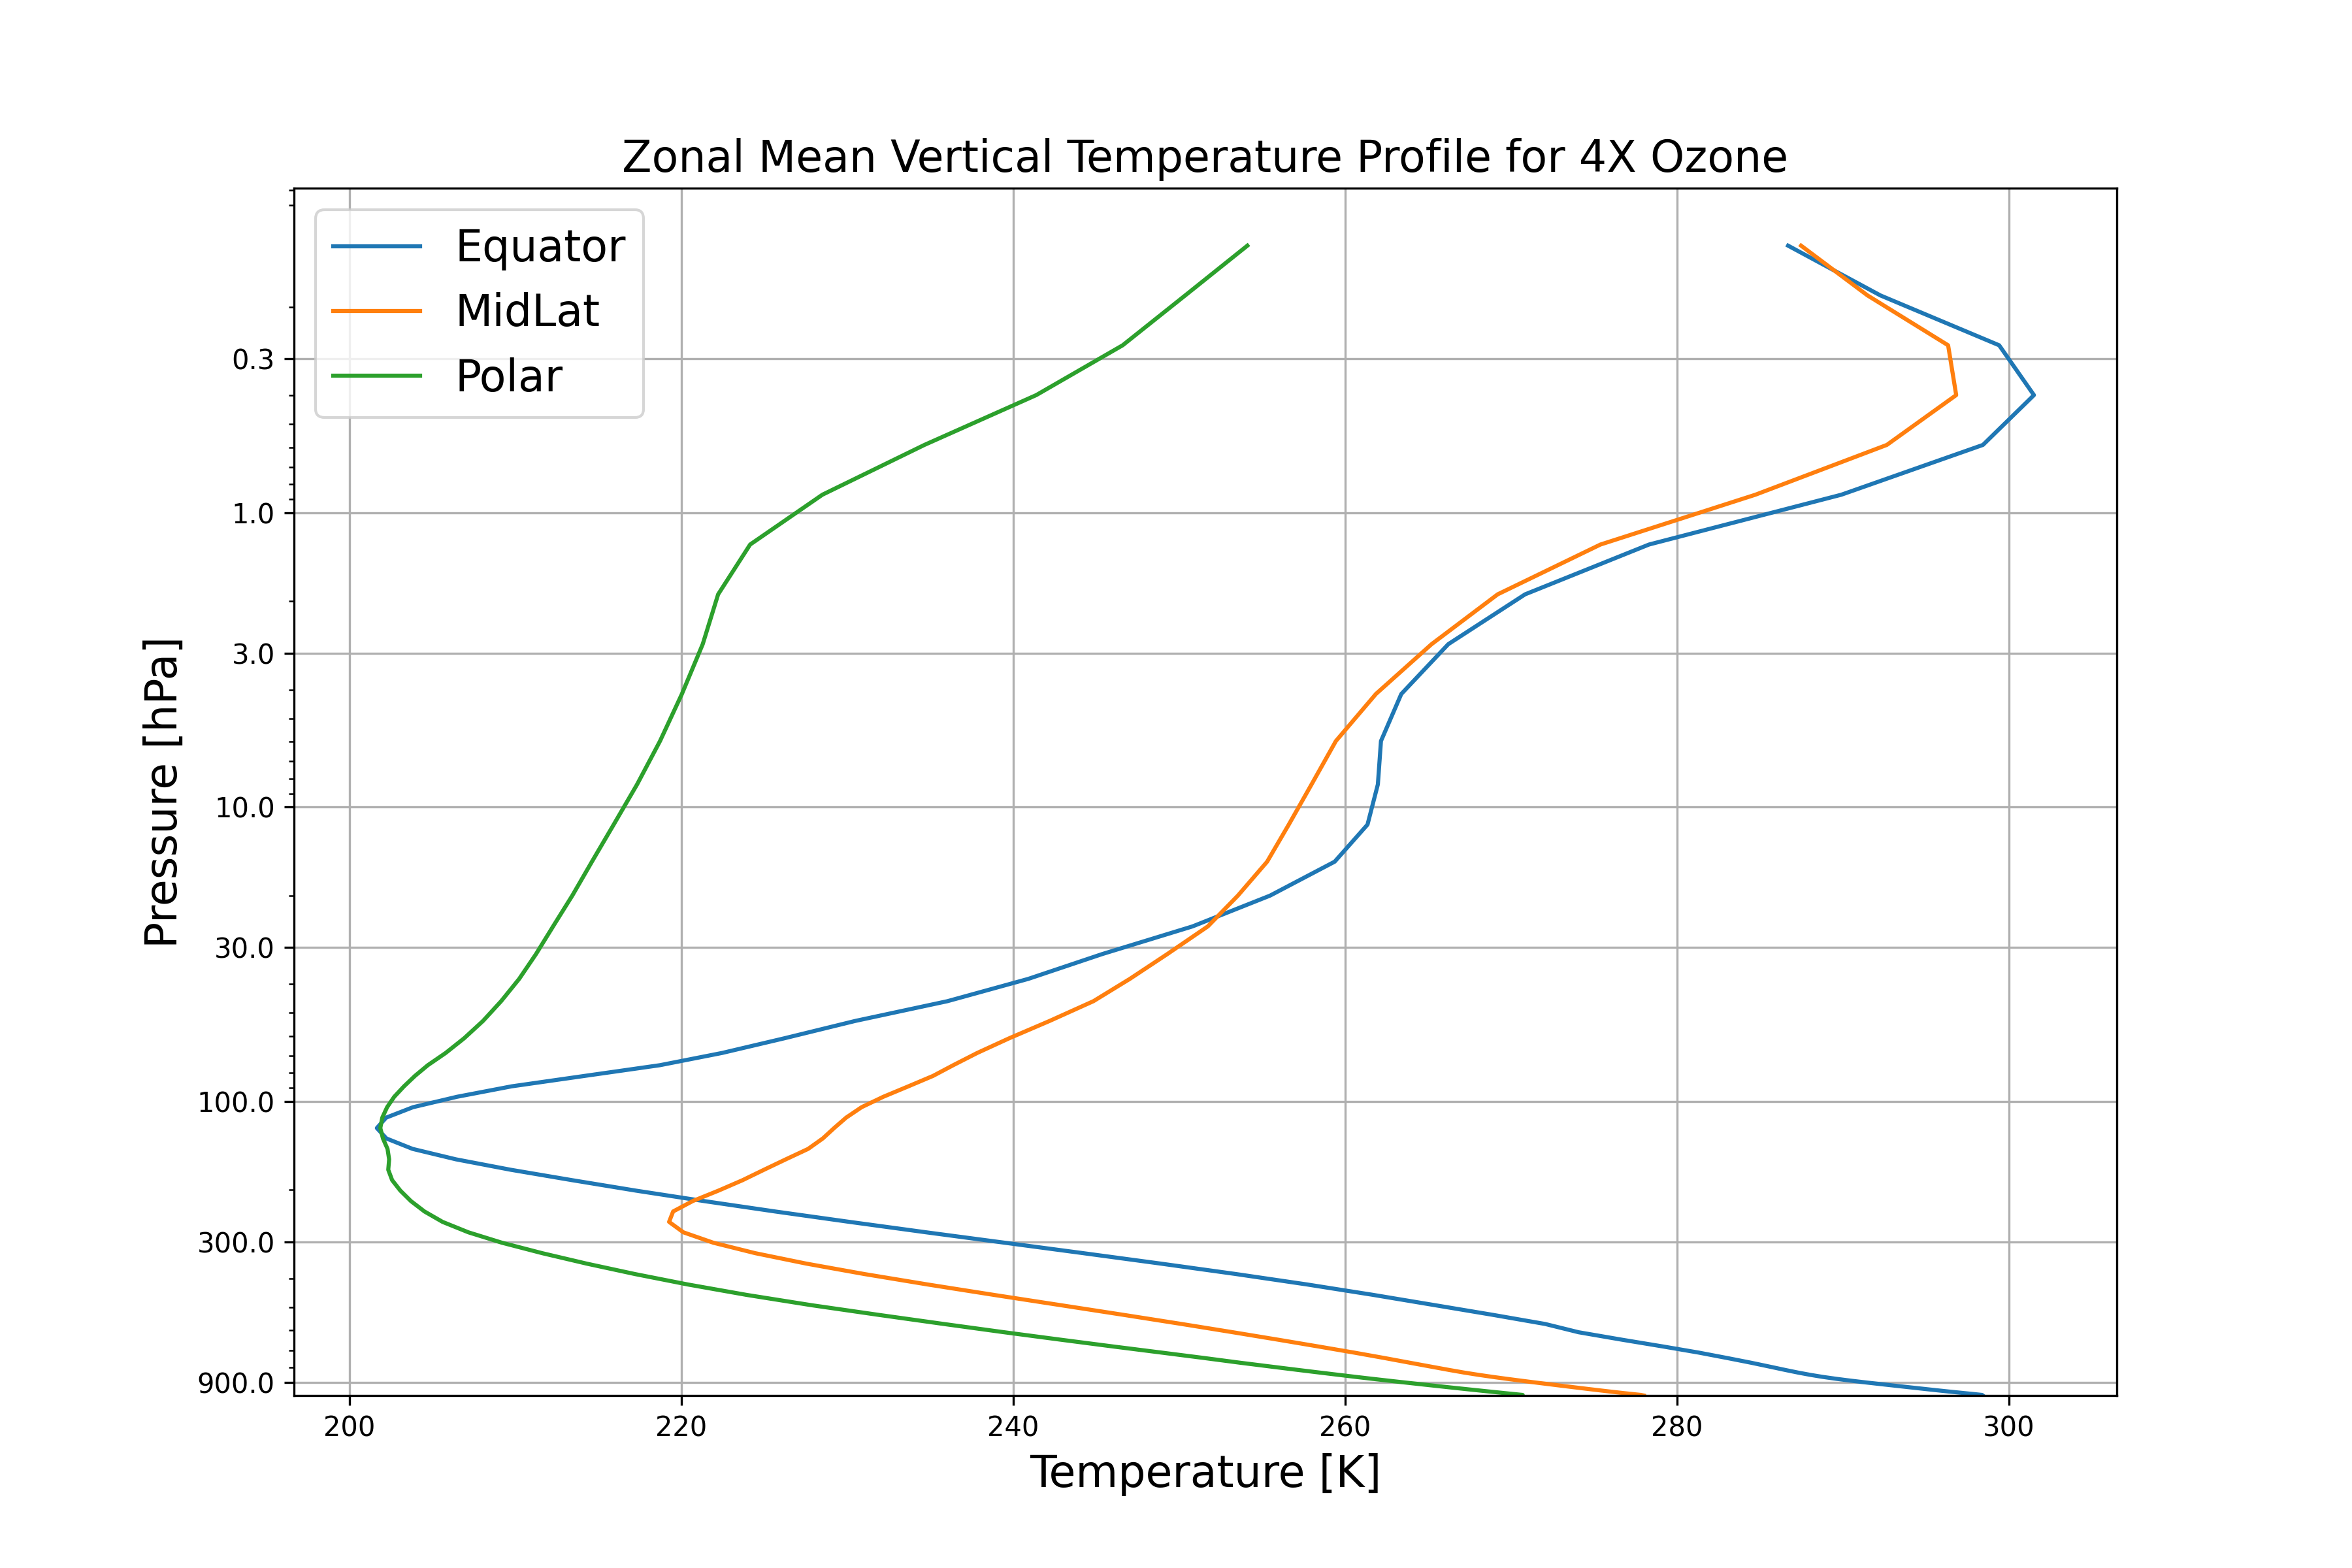 Zonal Mean Vertical Temperature Profile for 4X Ozone
Equator
MidLat
Polar
Pressure [hPa]
0.3
1.0
3.0
10.0
30.0
100.0
300.0
900.0
200 220 240 260 280 300
Temperature [K]